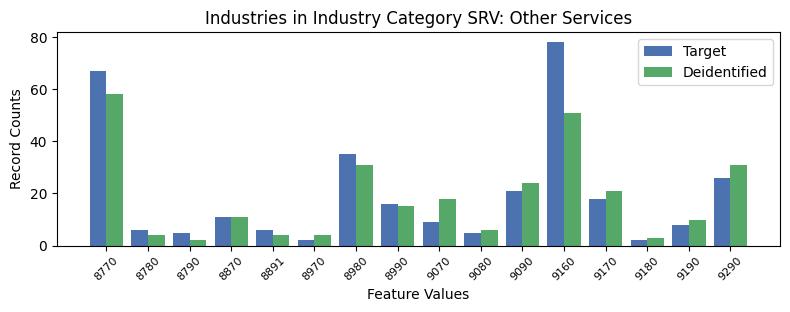 Industries in Industry Category SRV: Other Services
Target
Deidentified
Record Counts
80
60
40
20
0
8770 8780 8790 8870 8891 8970 8980 8990 9070 9080 9090 9160 9170 9180 9190 9290
Feature Values